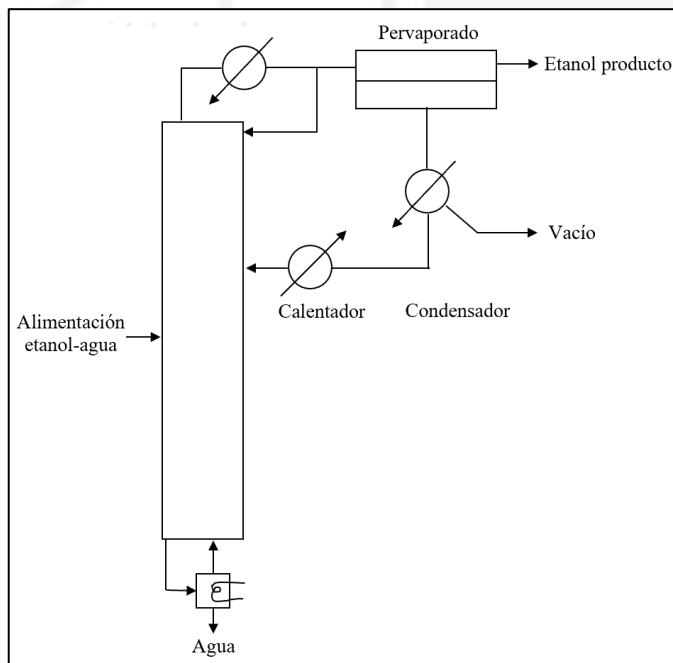 Pervaporado
Etanol producto
Vacío
Calentador
Condensador
Alimentación
etanol-agua
Agua